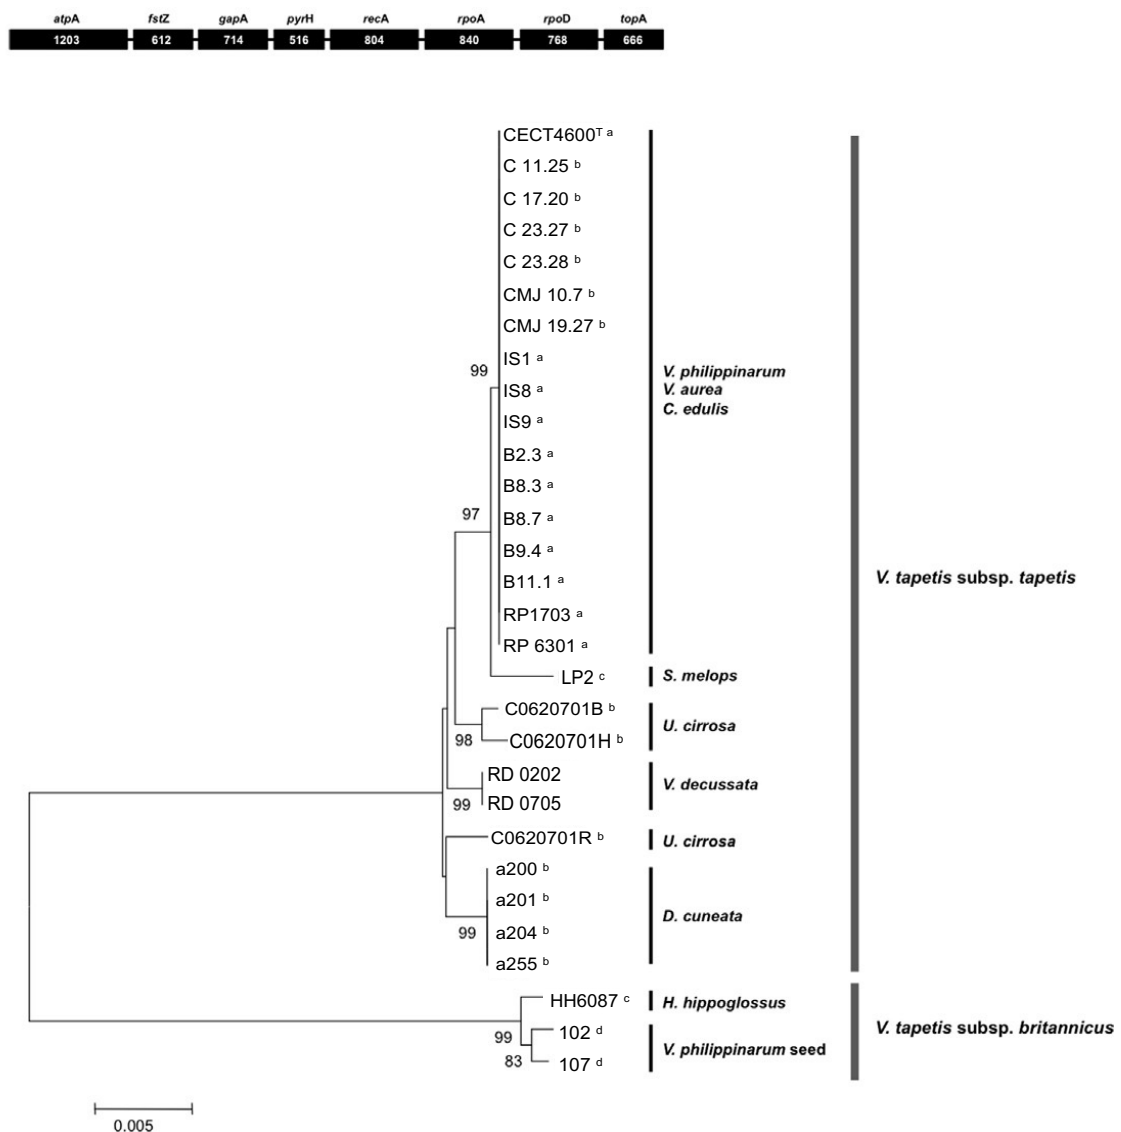 atpA fstZ gapA pyrH recA rpoA rpoD topA
1203 612 714 516 804 840 768 666
CECT4600ᵀ ᵃ
C 11.25 ᵇ
C 17.20 ᵇ
C 23.27 ᵇ
C 23.28 ᵇ
CMJ 10.7 ᵇ
CMJ 19.27 ᵇ
IS1 ᵃ
99
V. philippinarum
IS8 ᵃ
V. aurea
C. edulis
IS9 ᵃ
B2.3 ᵃ
B8.3 ᵃ
97
B8.7 ᵃ
B9.4 ᵃ
V. tapetis subsp. tapetis
B11.1 ᵃ
RP1703 ᵃ
RP 6301 ᵃ
LP2 ᶜ
S. melops
C0620701B ᵇ
U. cirrosa
98
C0620701H ᵇ
RD 0202
V. decussata
99
RD 0705
C0620701R ᵇ
U. cirrosa
a200 ᵇ
a201 ᵇ
D. cuneata
99
a204 ᵇ
a255 ᵇ
HH6087 ᶜ
H. hippoglossus
V. tapetis subsp. britannicus
99
102 ᵈ
V. philippinarum seed
83
107 ᵈ
0.005